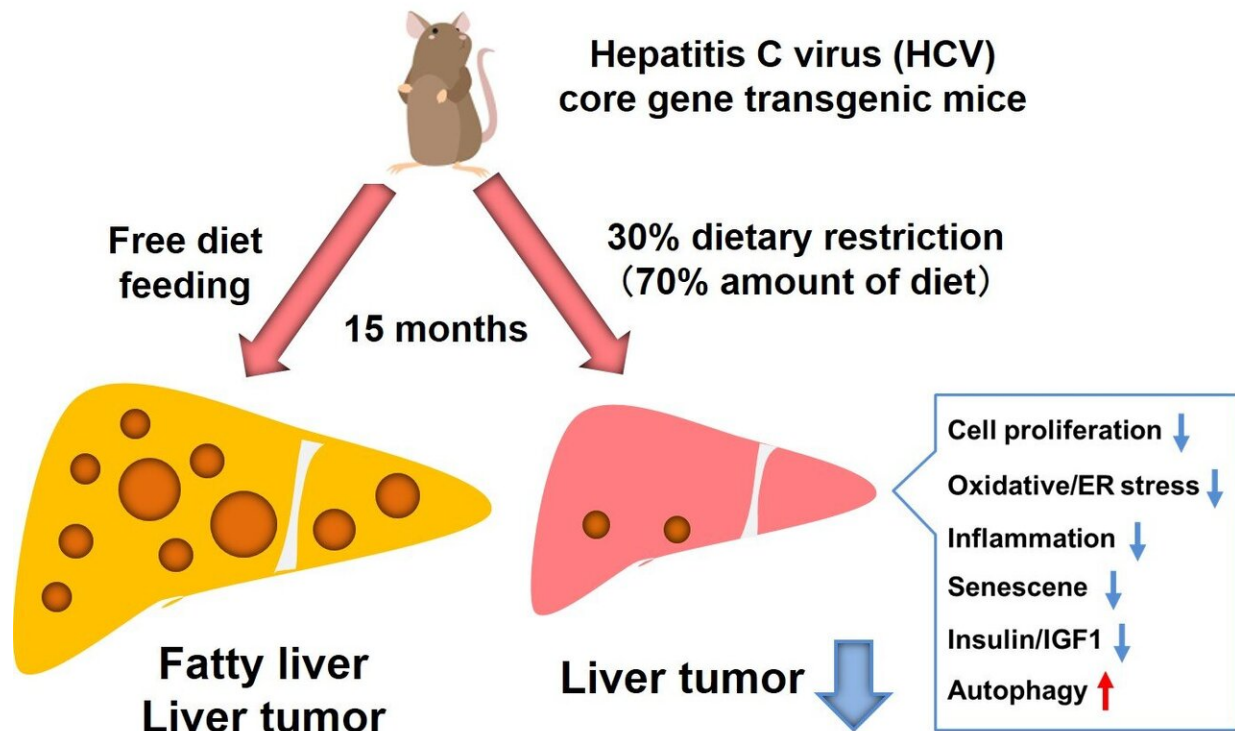 Hepatitis C virus (HCV)
core gene transgenic mice
Free diet
feeding
30% dietary restriction
（70% amount of diet）
15 months
Cell proliferation
Oxidative/ER stress
Inflammation
Senescene
Insulin/IGF1
Autophagy
Fatty liver
Liver tumor
Liver tumor